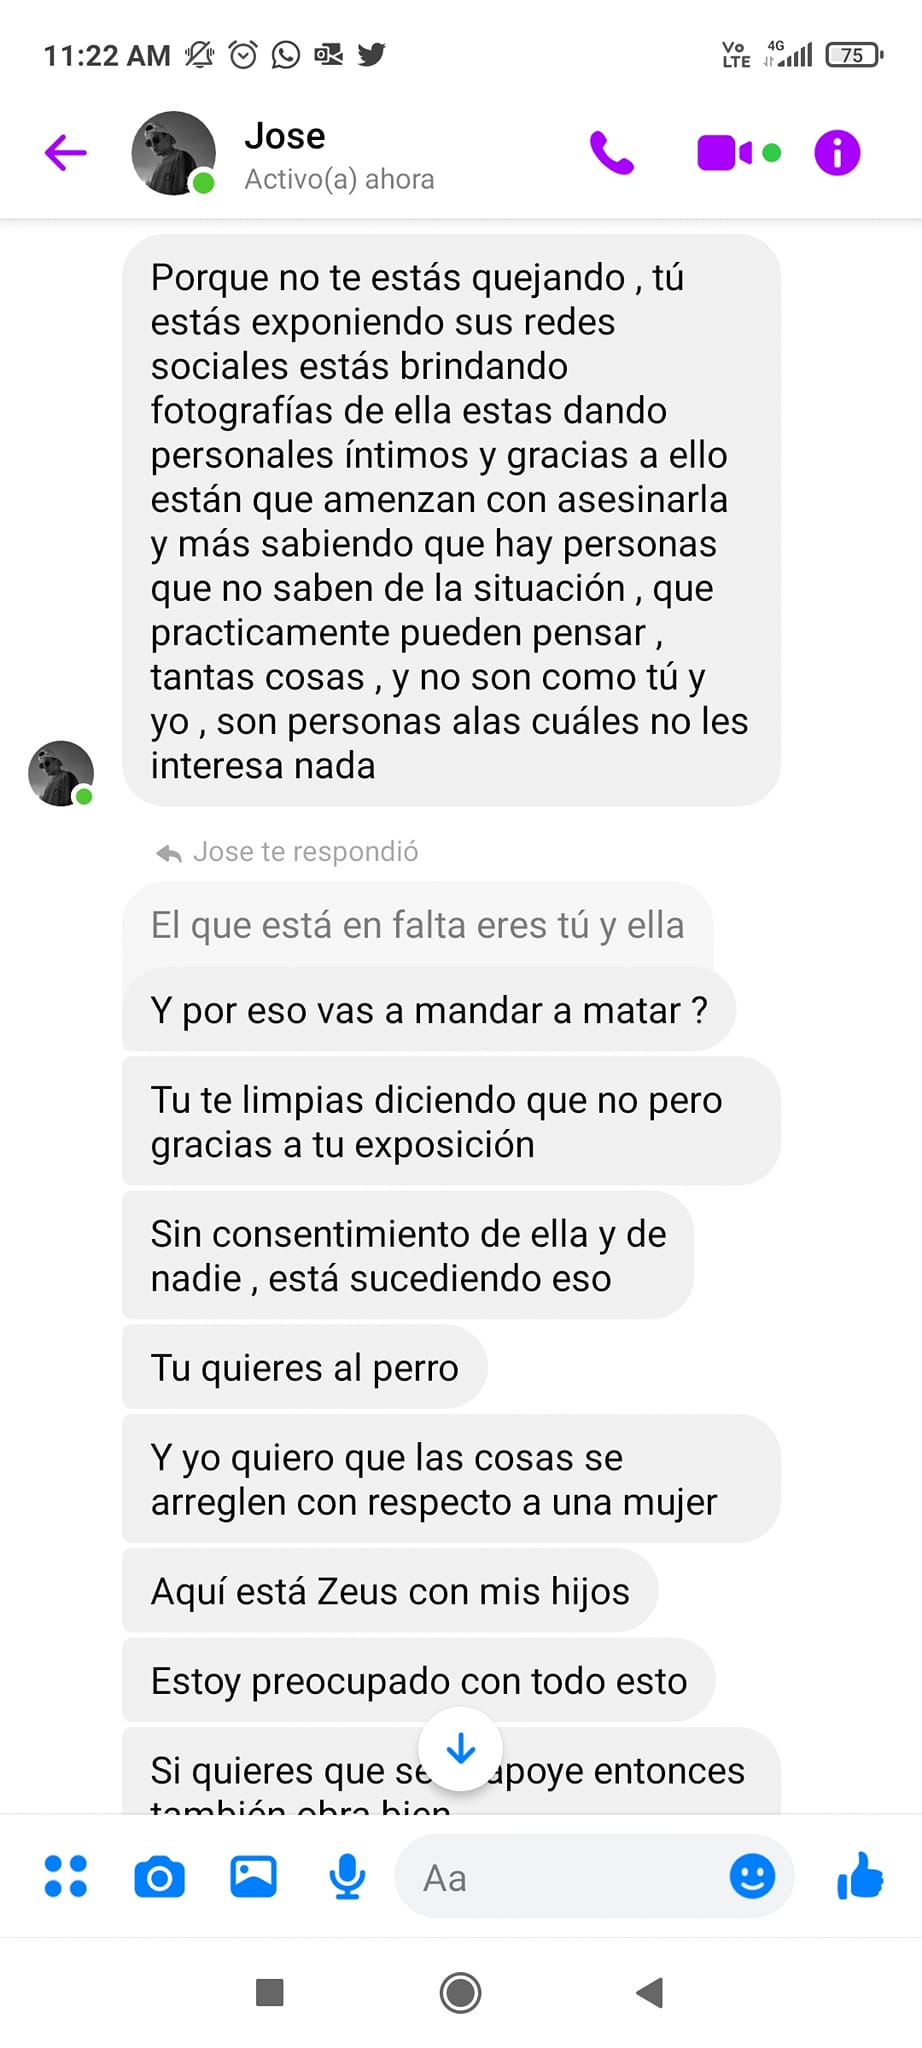 11:22 AM
Vo
LTE
4G
75
Jose
Activo(a) ahora
Porque no te estás quejando , tú
estás exponiendo sus redes
sociales estás brindando
fotografías de ella estas dando
personales íntimos y gracias a ello
están que amenzan con asesinarla
y más sabiendo que hay personas
que no saben de la situación , que
practicamente pueden pensar ,
tantas cosas , y no son como tú y
yo , son personas alas cuáles no les
interesa nada
Jose te respondió
El que está en falta eres tú y ella
Y por eso vas a mandar a matar ?
Tu te limpias diciendo que no pero
gracias a tu exposición
Sin consentimiento de ella y de
nadie , está sucediendo eso
Tu quieres al perro
Y yo quiero que las cosas se
arreglen con respecto a una mujer
Aquí está Zeus con mis hijos
Estoy preocupado con todo esto
Si quieres que se apoye entonces
también obra bien
Aa